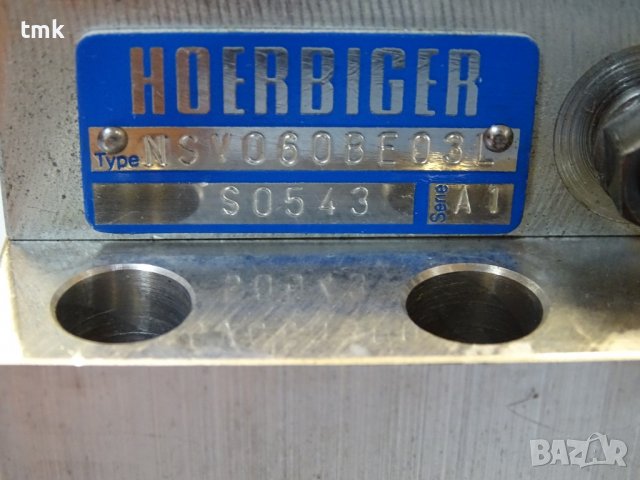 tmk
HOERBIGER
Type NSV060BE03L
S0543 Serie A1
BAZAR